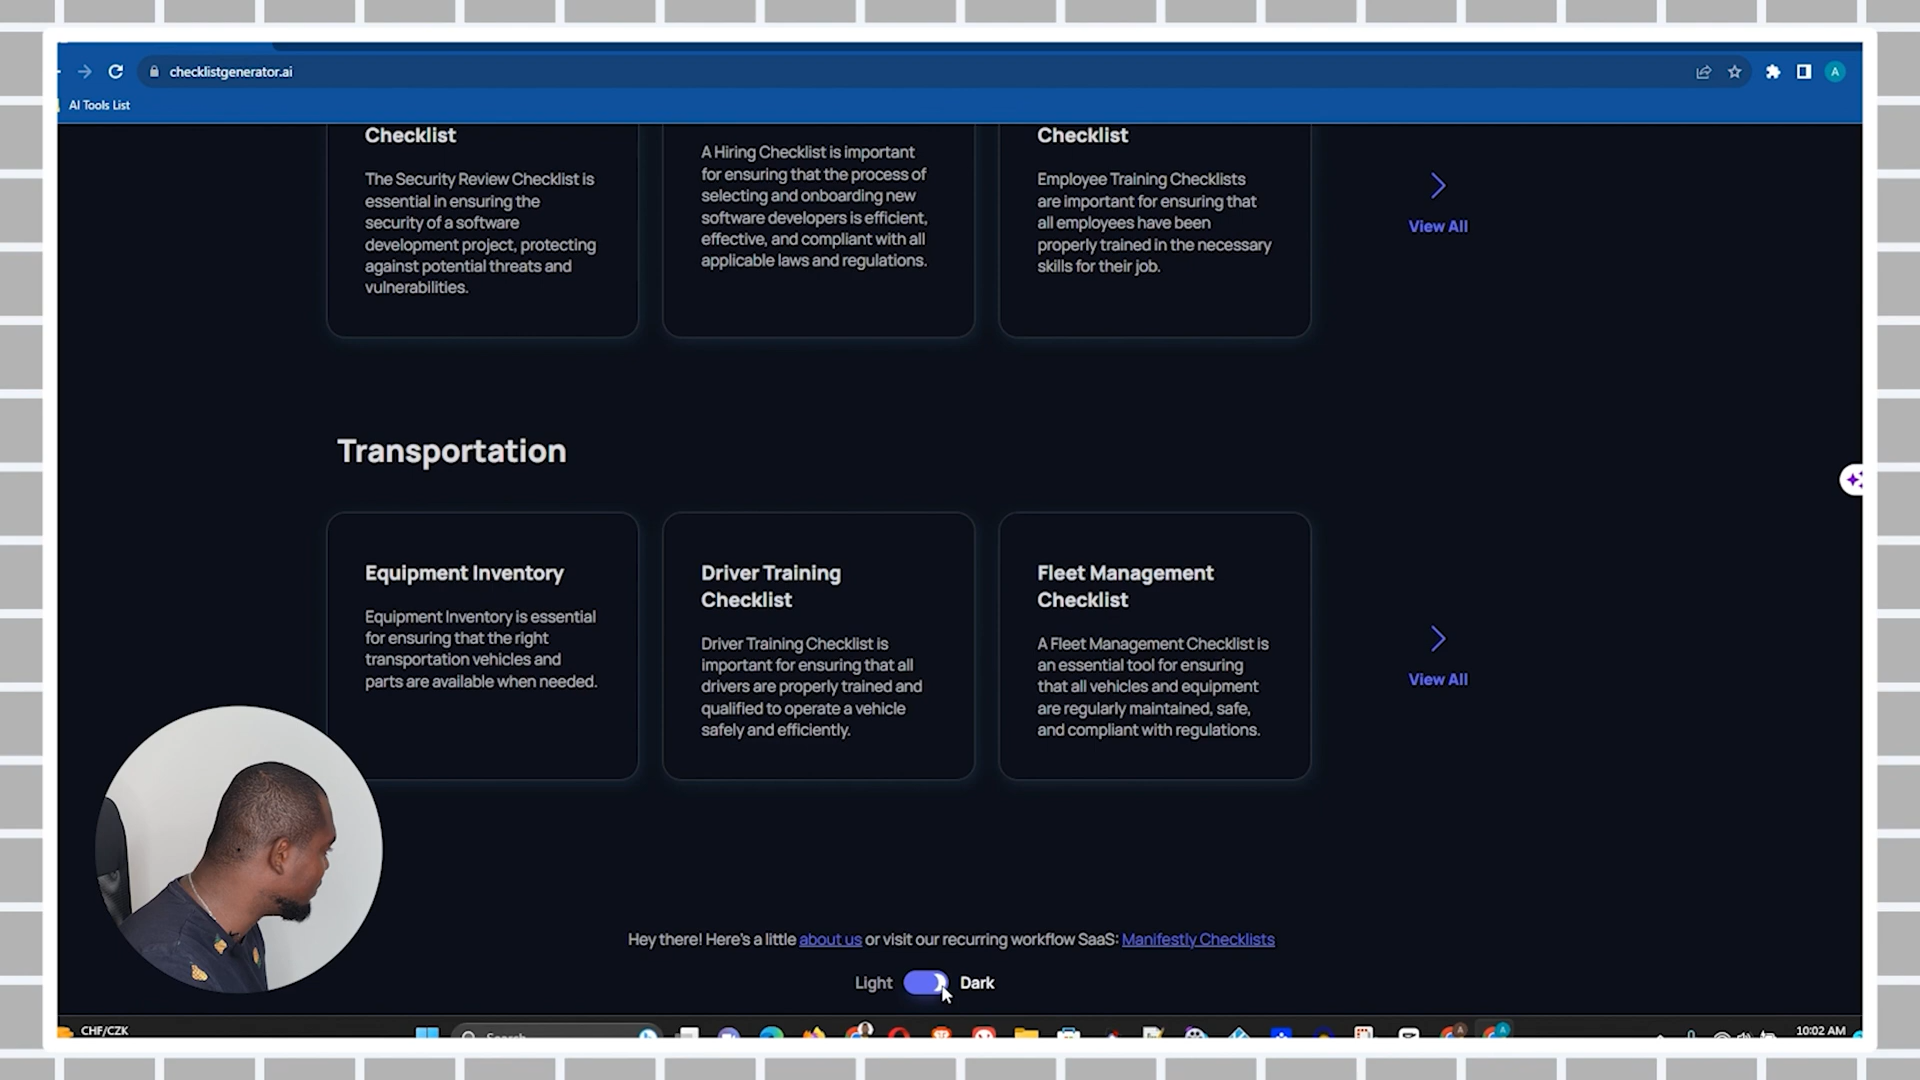 checklistgenerator.ai
A
AI Tools List
Checklist
The Security Review Checklist is
essential in ensuring the
security of a software
development project, protecting
against potential threats and
vulnerabilities.
A Hiring Checklist is important
for ensuring that the process of
selecting and onboarding new
software developers is efficient,
effective, and compliant with all
applicable laws and regulations.
Checklist
Employee Training Checklists
are important for ensuring that
all employees have been
properly trained in the necessary
skills for their job.
View All
Transportation
Equipment Inventory
Equipment Inventory is essential
for ensuring that the right
transportation vehicles and
parts are available when needed.
Driver Training
Checklist
Driver Training Checklist is
important for ensuring that all
drivers are properly trained and
qualified to operate a vehicle
safely and efficiently.
Fleet Management
Checklist
A Fleet Management Checklist is
an essential tool for ensuring
that all vehicles and equipment
are regularly maintained, safe,
and compliant with regulations.
View All
Hey there! Here's a little about us or visit our recurring workflow SaaS: Manifestly Checklists
Light Dark
CHF/CZK
Search
10:02 AM